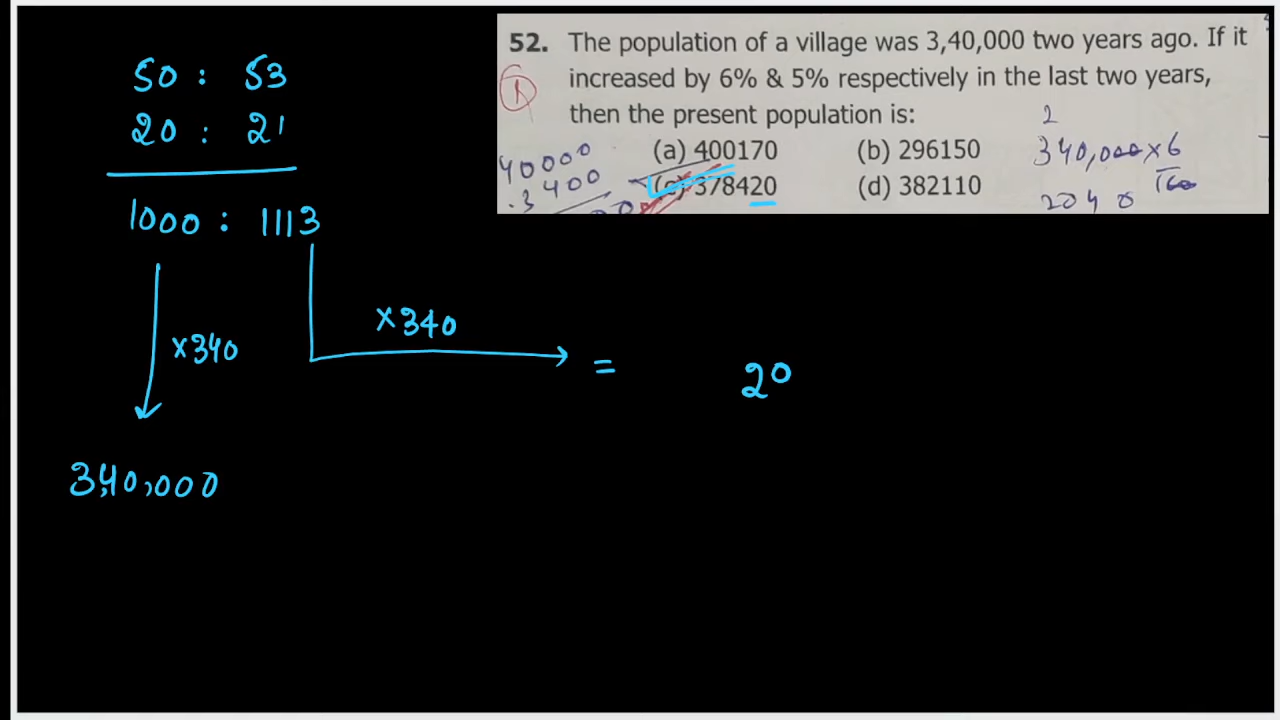 50 : 53
20 : 21
1000 : 1113
×340
×340
=
20
3,40,000
52. The population of a village was 3,40,000 two years ago. If it
increased by 6% & 5% respectively in the last two years,
then the present population is:
(a) 400170 (b) 296150
(c) 378420 (d) 382110
40000
3400
2
340,000×6
100
2040